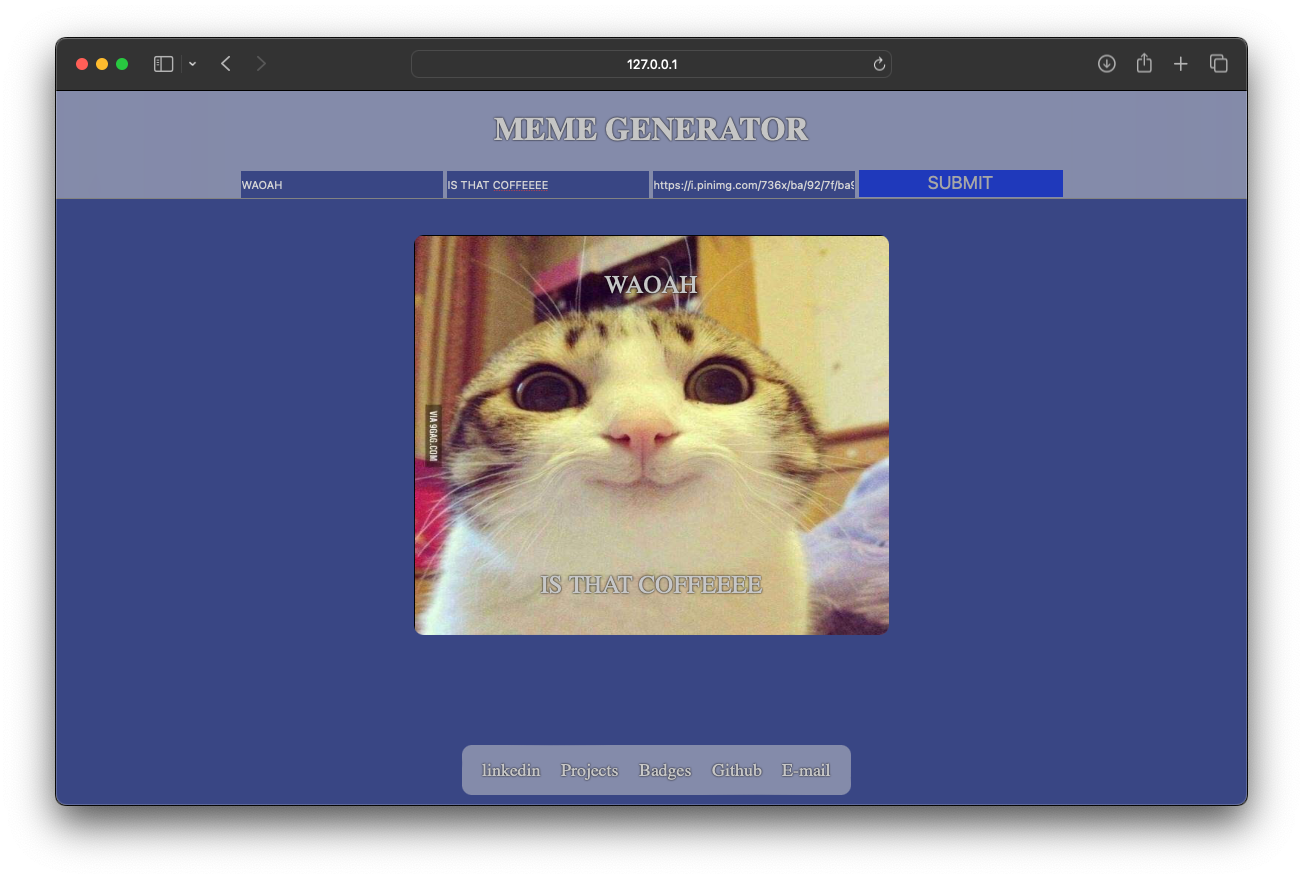 127.0.0.1
MEME GENERATOR
WAOAH IS THAT COFFEEEE https://i.pinimg.com/736x/ba/92/7f/ba9 SUBMIT
WAOAH
VIA 9GAG.COM
IS THAT COFFEEEE
linkedin Projects Badges Github E-mail